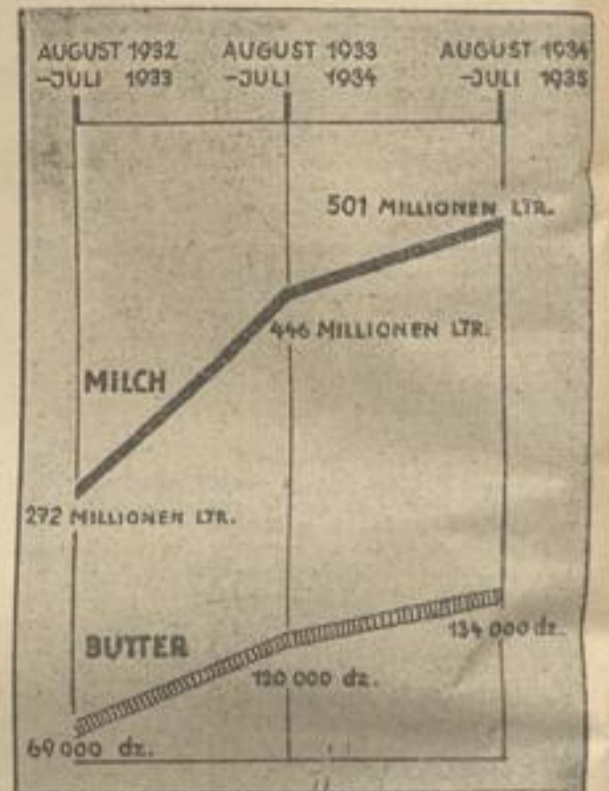 AUGUST 1932
-JULI 1933
AUGUST 1933
-JULI 1934
AUGUST 1934
-JULI 1935
501 MILLIONEN LTR.
446 MILLIONEN LTR.
MILCH
272 MILLIONEN LTR.
134 000 dz.
BUTTER
120 000 dz.
69 000 dz.